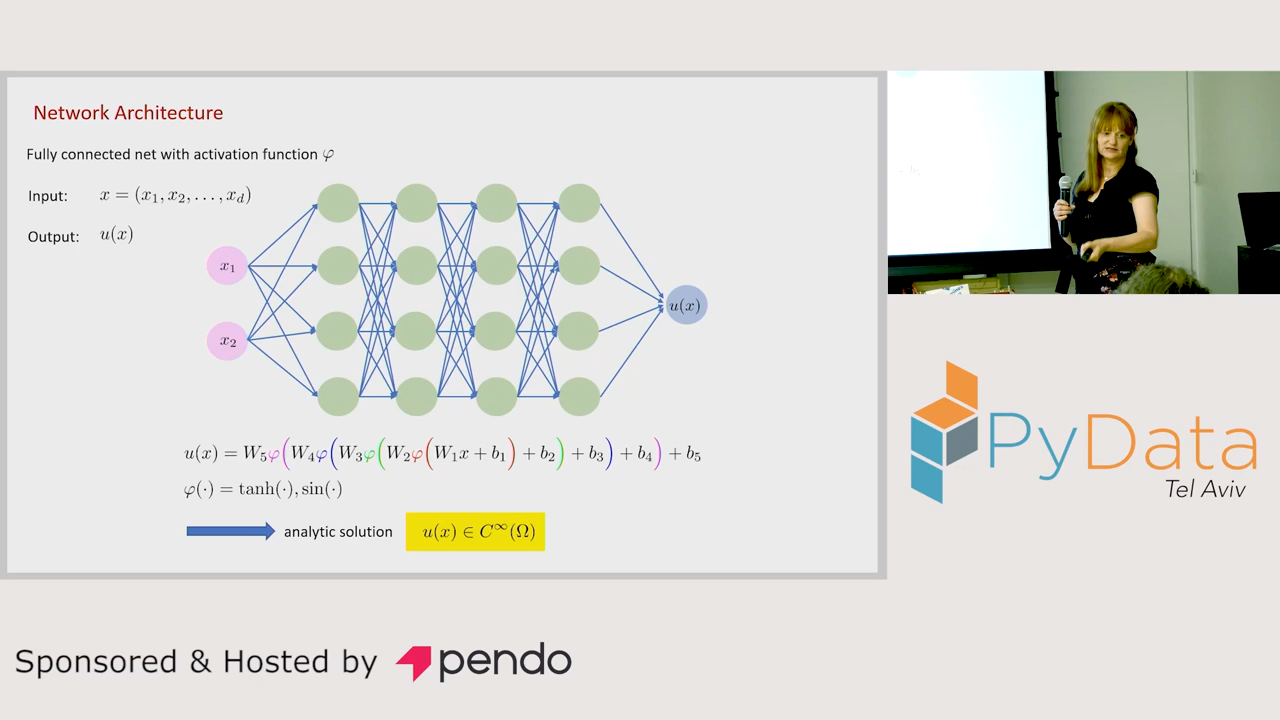 Network Architecture
Fully connected net with activation function φ
Input: x = (x₁, x₂, . . . , x_d)
Output: u(x)
x₁
x₂
u(x)
u(x) = W₅φ(W₄φ(W₃φ(W₂φ(W₁x + b₁) + b₂) + b₃) + b₄) + b₅
φ(·) = tanh(·), sin(·)
analytic solution u(x) ∈ C^∞(Ω)
PyData
Tel Aviv
Sponsored & Hosted by pendo